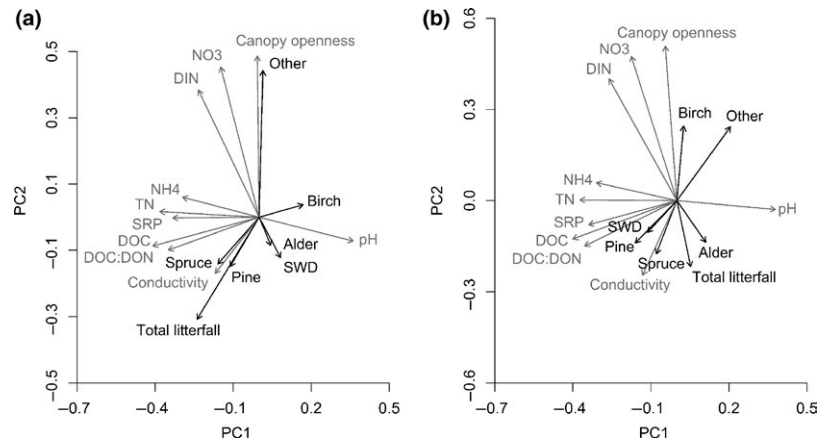 (a)
Canopy openness
NO3
Other
DIN
NH4
TN
SRP
Birch
DOC
DOC:DON
Alder
pH
Spruce
SWD
Conductivity
Pine
Total litterfall
PC2
0.5
0.3
0.1
−0.1
−0.3
−0.5
−0.7 −0.4 −0.1 0.2 0.5
PC1
(b)
Canopy openness
NO3
DIN
Birch
Other
NH4
TN
pH
SRP
SWD
DOC
Pine
Alder
DOC:DON
Spruce
Total litterfall
Conductivity
PC2
0.6
0.3
0.0
−0.3
−0.6
−0.7 −0.4 −0.1 0.2 0.5
PC1